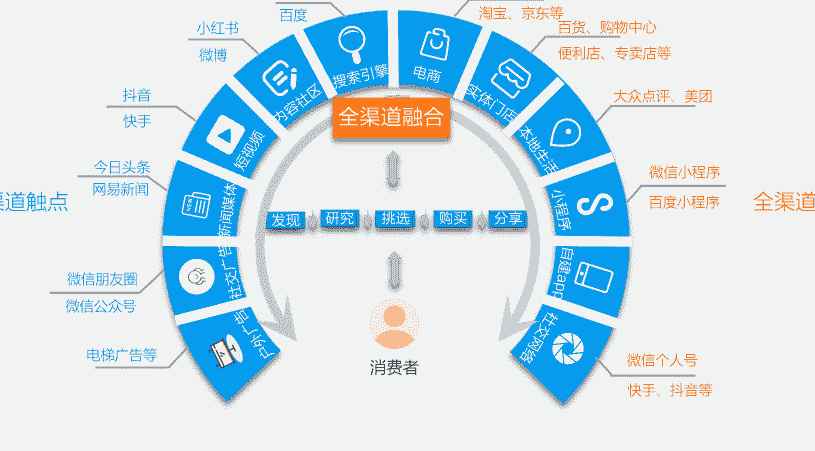 百度
淘宝、京东等
小红书
微博
百货、购物中心
便利店、专卖店等
搜索引擎
电商
内容社区
实体门店
抖音
快手
大众点评、美团
全渠道融合
短视频
本地生活
今日头条
网易新闻
微信小程序
百度小程序
渠道触点
全渠道
新闻媒体
小程序
发现
研究
挑选
购买
分享
社交广告
自建app
微信朋友圈
微信公众号
户外广告
社交网络
电梯广告等
消费者
微信个人号
快手、抖音等